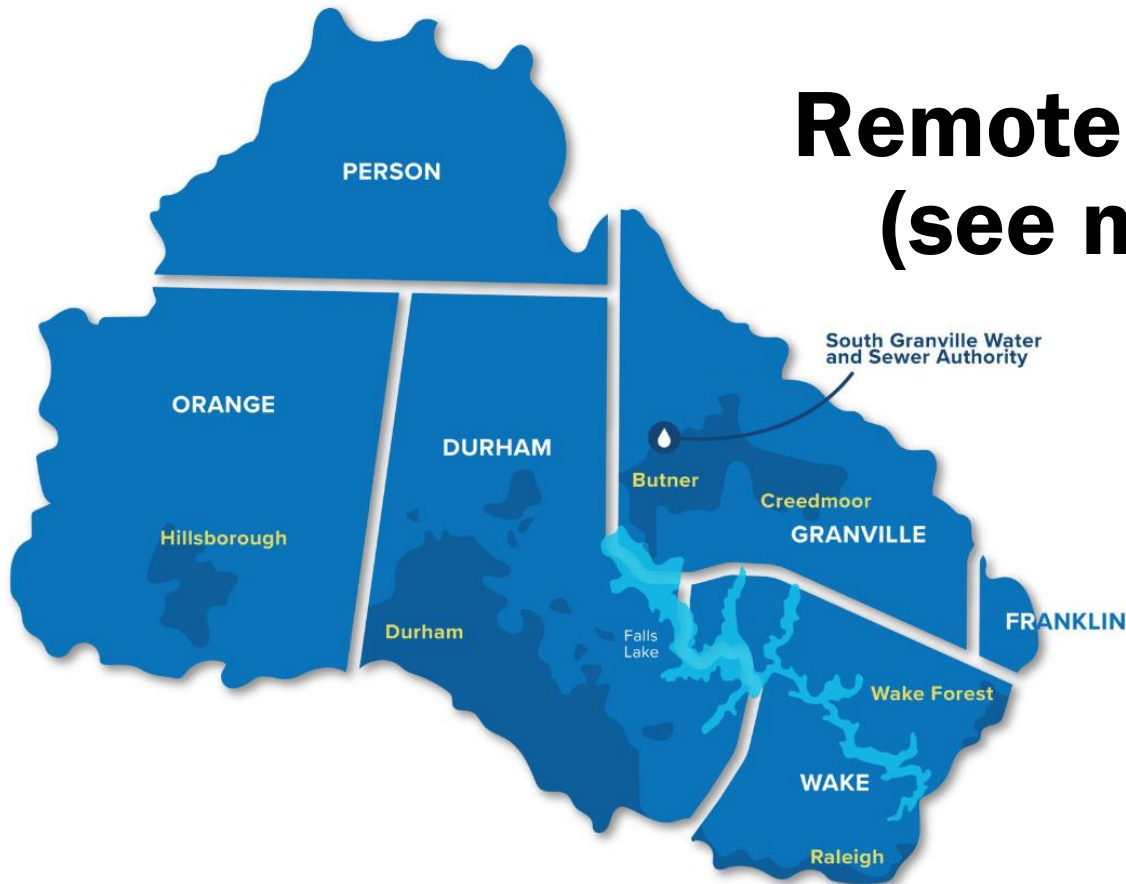 Remote
(see
PERSON
South Granville Water
and Sewer Authority
ORANGE
DURHAM
Butner
Creedmoor
GRANVILLE
Hillsborough
FRANKLIN
Durham
Falls
Lake
Wake Forest
WAKE
Raleigh